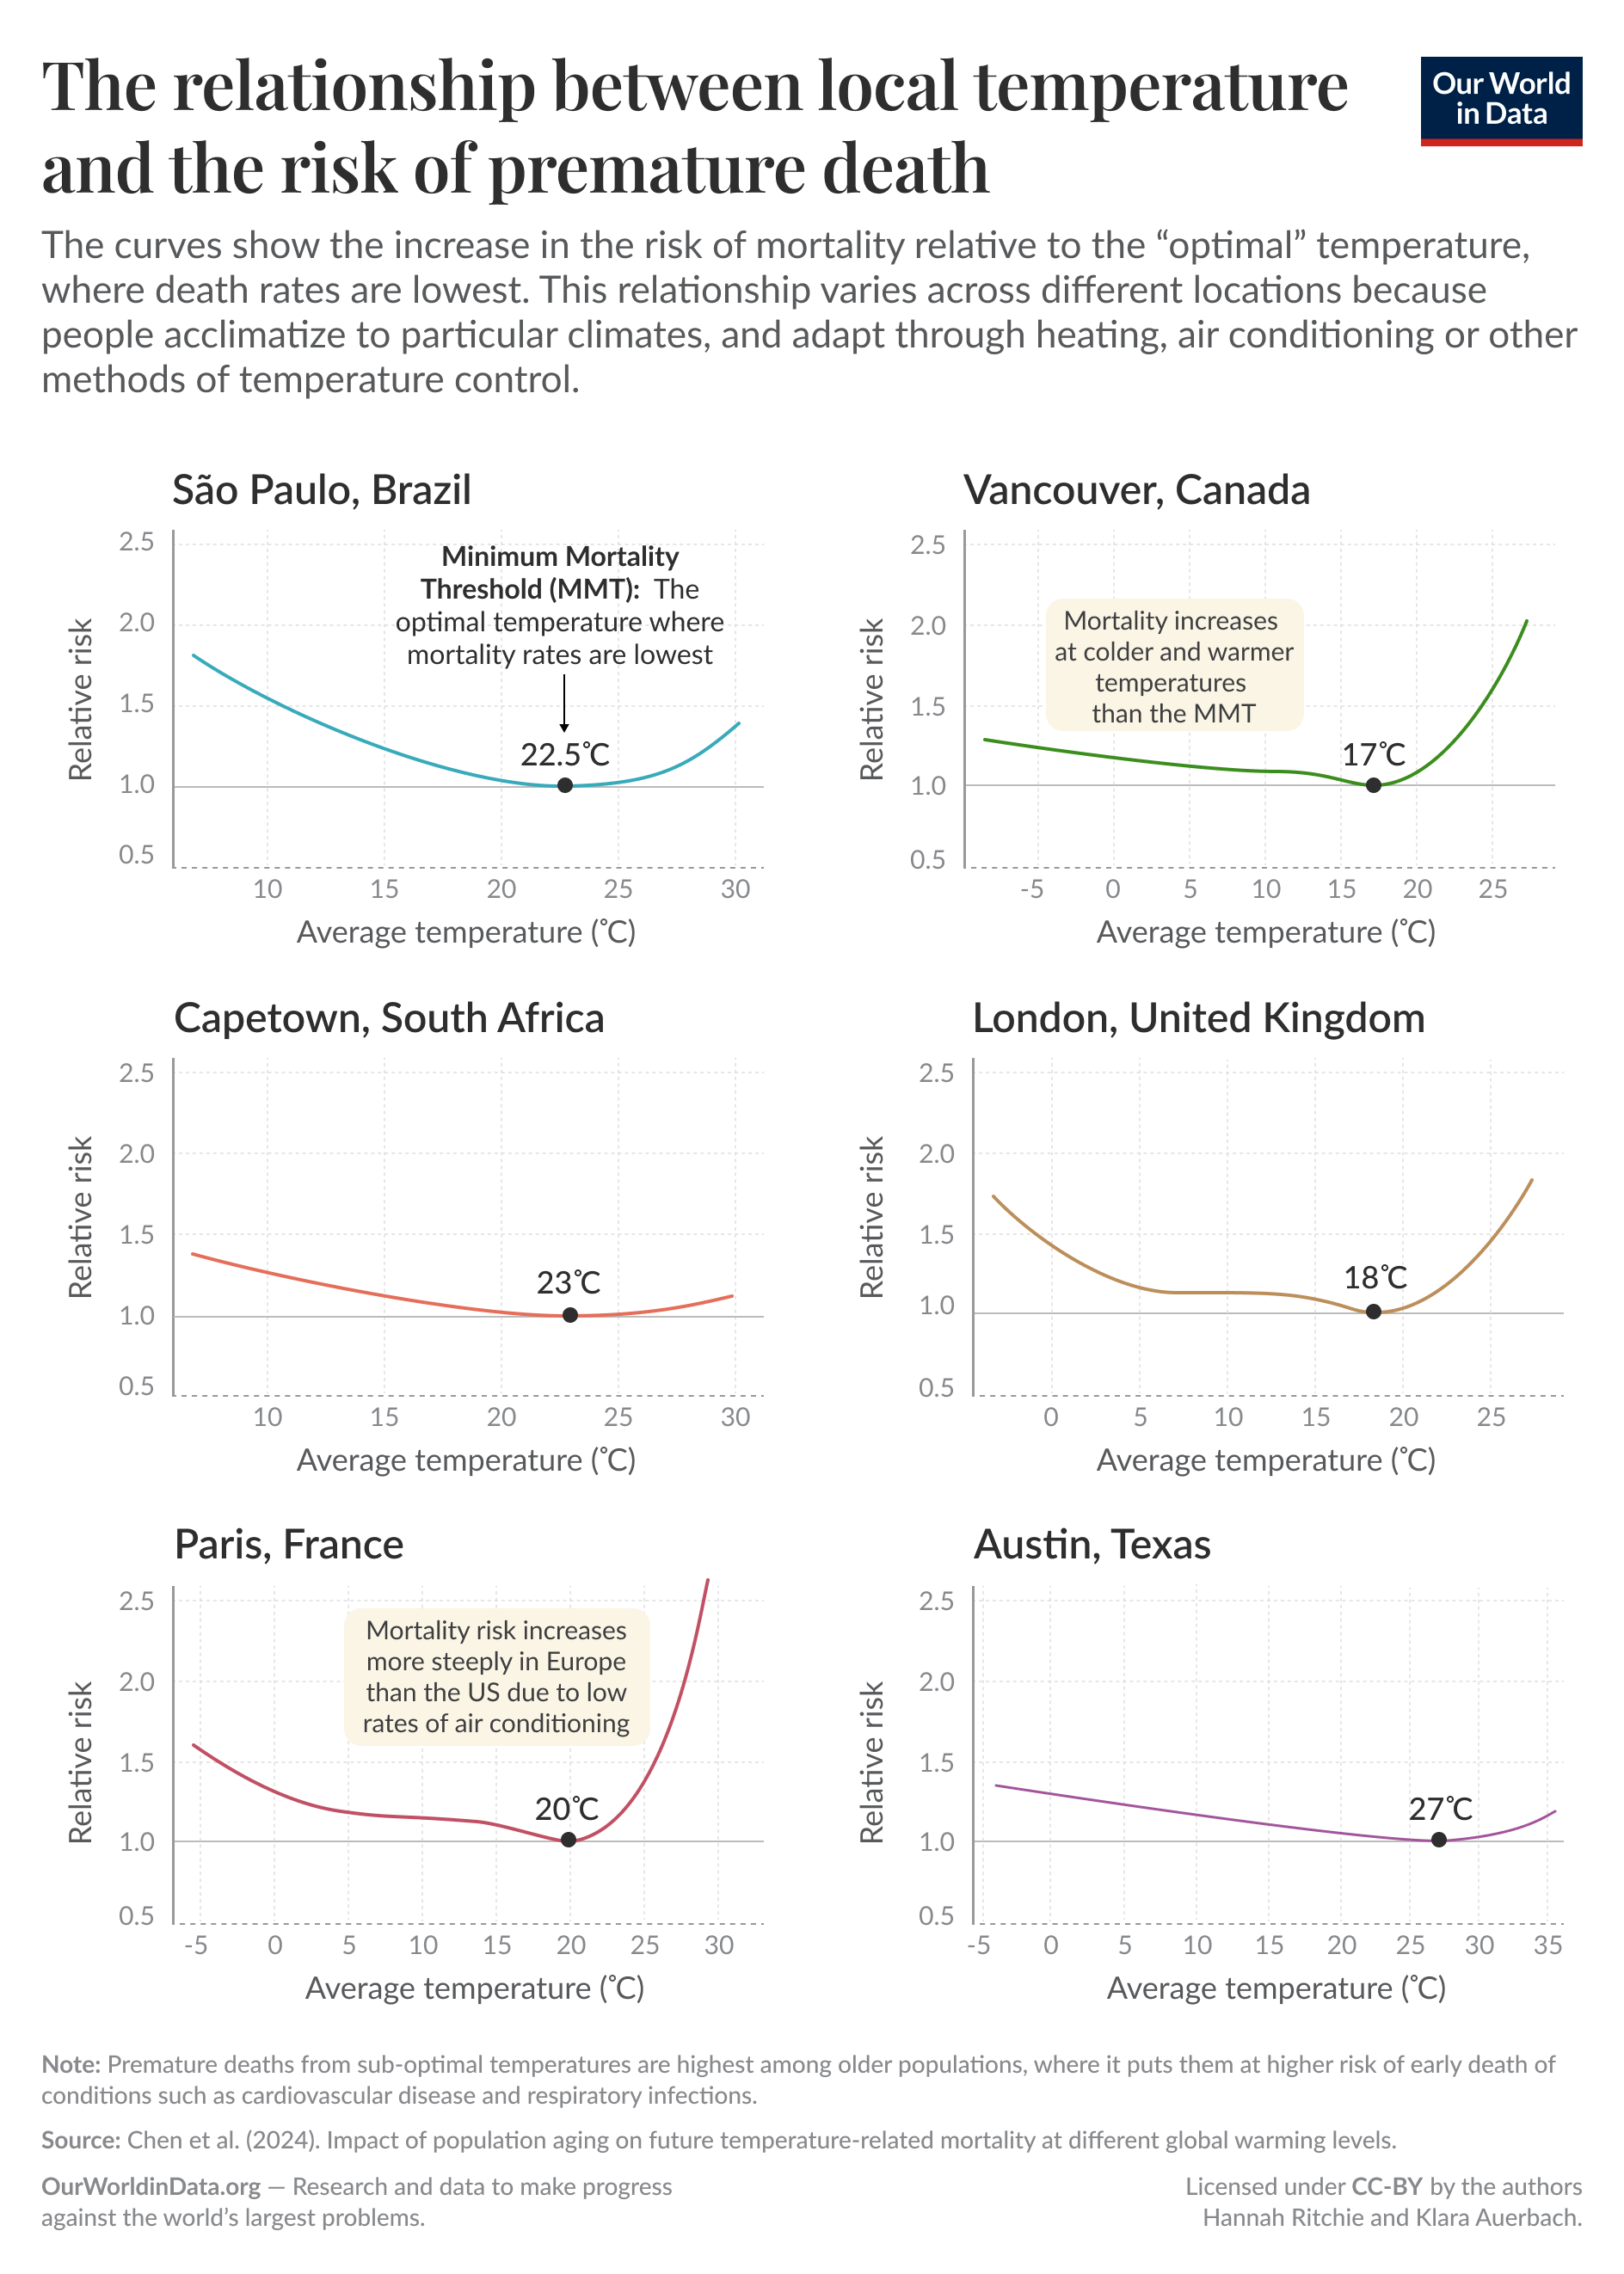 The relationship between local temperature
and the risk of premature death
Our World
in Data
The curves show the increase in the risk of mortality relative to the “optimal” temperature,
where death rates are lowest. This relationship varies across different locations because
people acclimatize to particular climates, and adapt through heating, air conditioning or other
methods of temperature control.
São Paulo, Brazil
2.5
2.0
1.5
1.0
0.5
Relative risk
Minimum Mortality
Threshold (MMT): The
optimal temperature where
mortality rates are lowest
22.5°C
10 15 20 25 30
Average temperature (°C)
Vancouver, Canada
2.5
2.0
1.5
1.0
0.5
Relative risk
Mortality increases
at colder and warmer
temperatures
than the MMT
17°C
-5 0 5 10 15 20 25
Average temperature (°C)
Capetown, South Africa
2.5
2.0
1.5
1.0
0.5
Relative risk
23°C
10 15 20 25 30
Average temperature (°C)
London, United Kingdom
2.5
2.0
1.5
1.0
0.5
Relative risk
18°C
0 5 10 15 20 25
Average temperature (°C)
Paris, France
2.5
2.0
1.5
1.0
0.5
Relative risk
Mortality risk increases
more steeply in Europe
than the US due to low
rates of air conditioning
20°C
-5 0 5 10 15 20 25 30
Average temperature (°C)
Austin, Texas
2.5
2.0
1.5
1.0
0.5
Relative risk
27°C
-5 0 5 10 15 20 25 30 35
Average temperature (°C)
Note: Premature deaths from sub-optimal temperatures are highest among older populations, where it puts them at higher risk of early death of
conditions such as cardiovascular disease and respiratory infections.
Source: Chen et al. (2024). Impact of population aging on future temperature-related mortality at different global warming levels.
OurWorldinData.org — Research and data to make progress
against the world’s largest problems.
Licensed under CC-BY by the authors
Hannah Ritchie and Klara Auerbach.